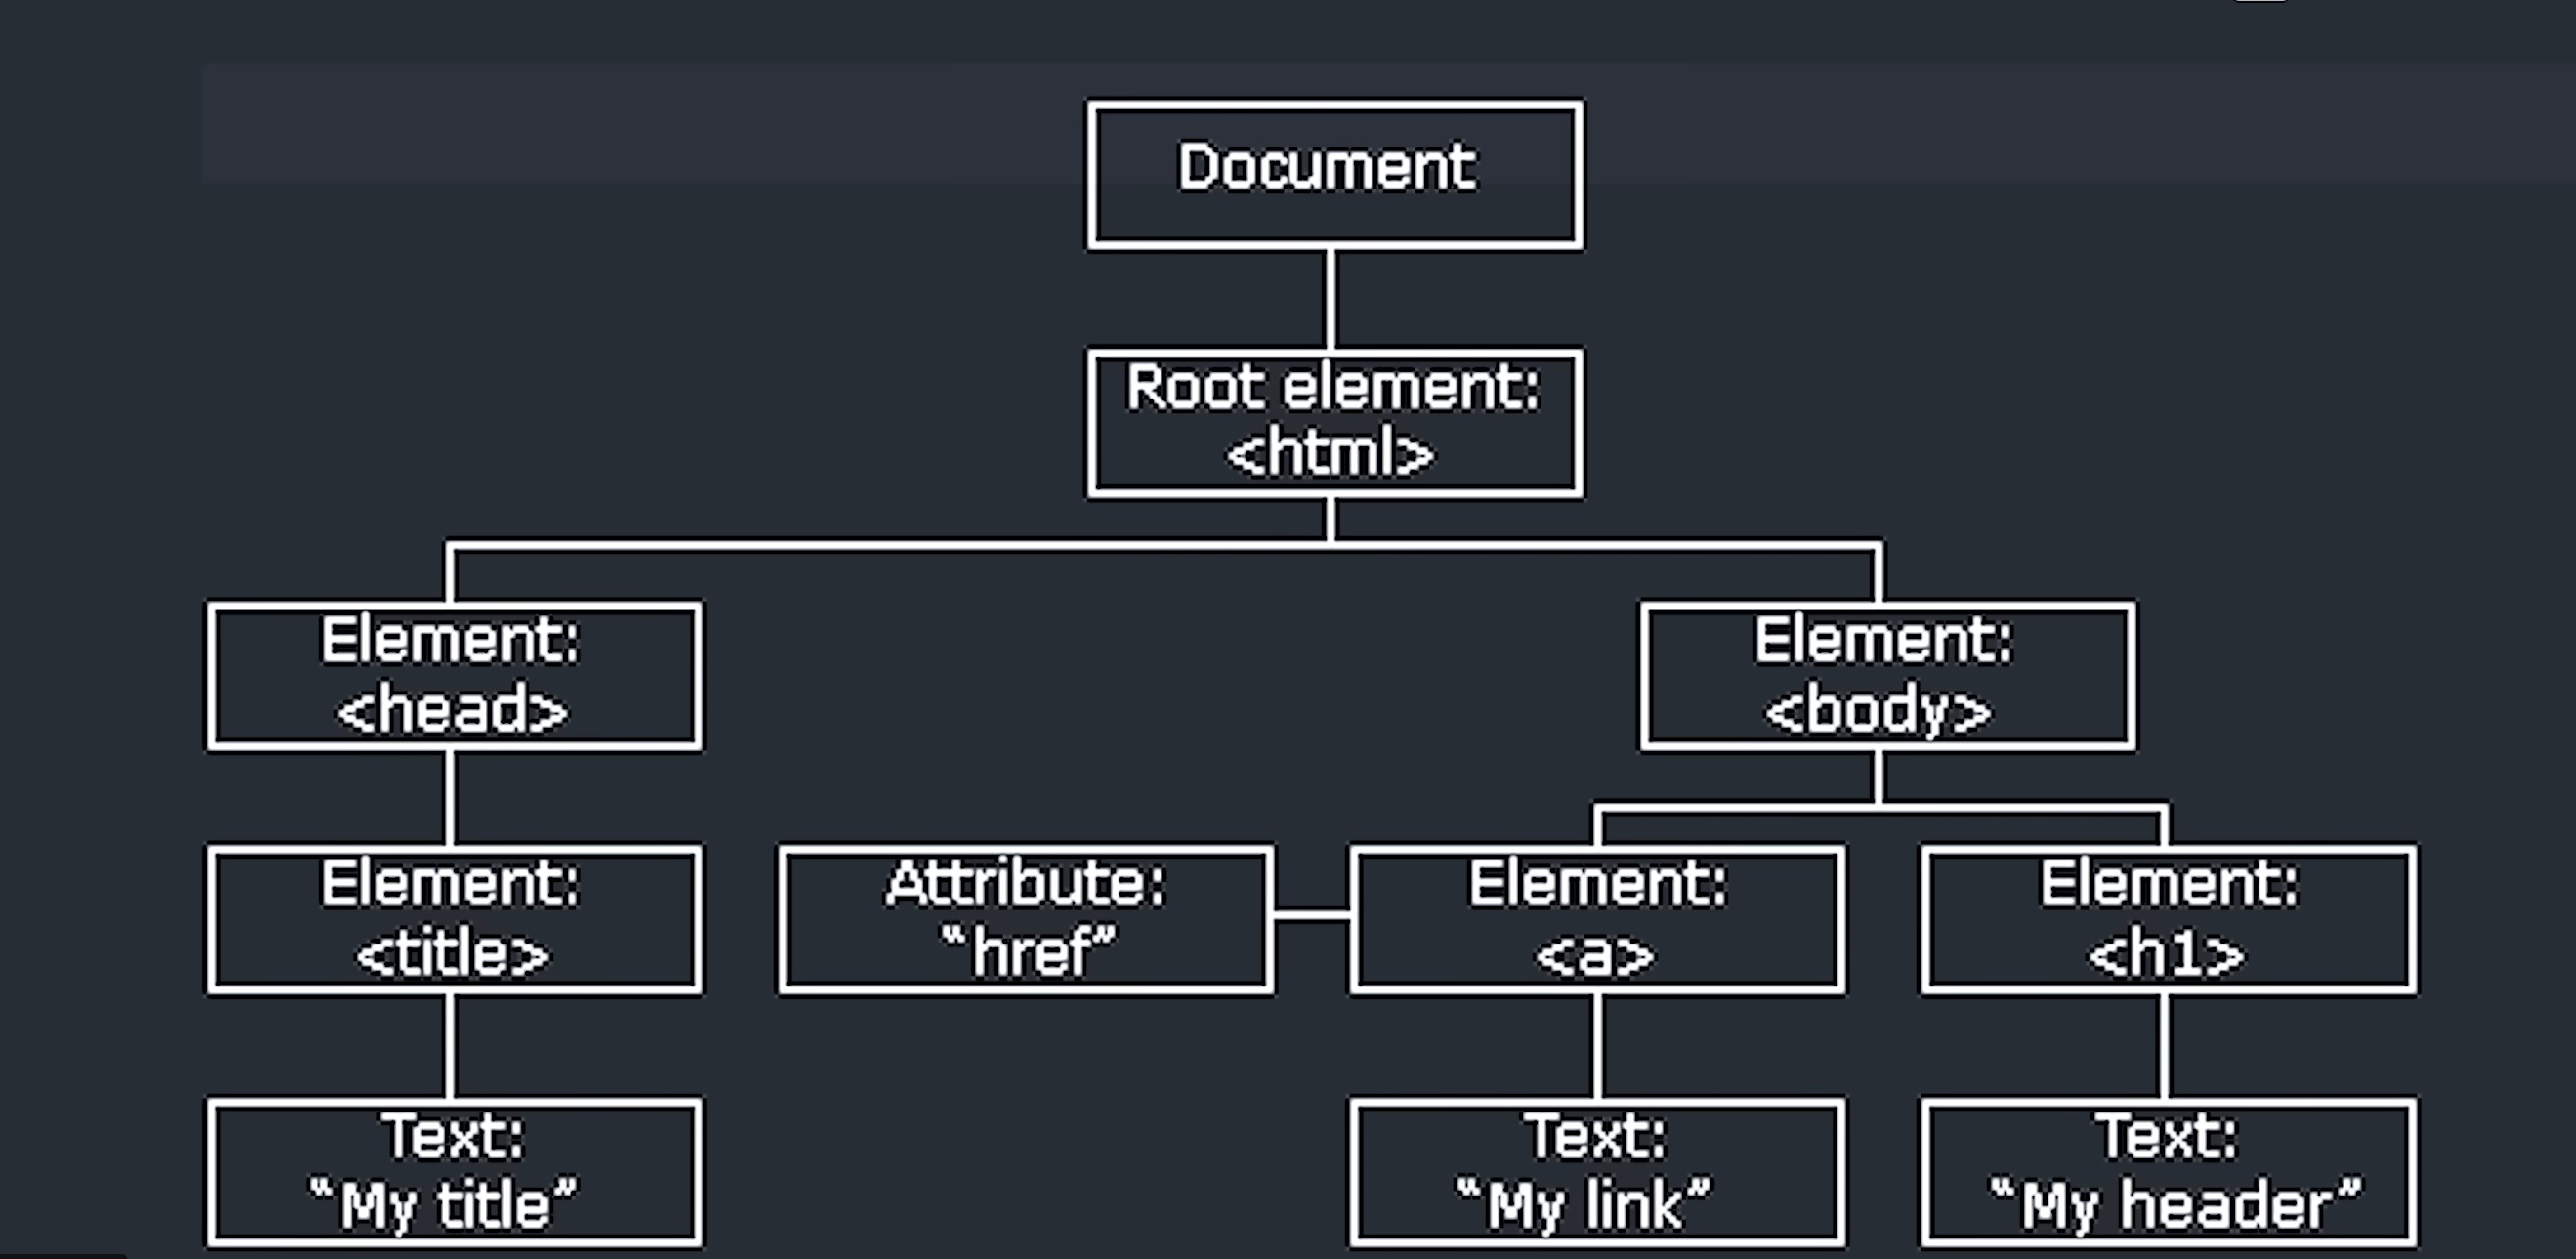 Document
Root element:
<html>
Element:
<head>
Element:
<body>
Element:
<title>
Attribute:
“href”
Element:
<a>
Element:
<h1>
Text:
“My title”
Text:
“My link”
Text:
“My header”